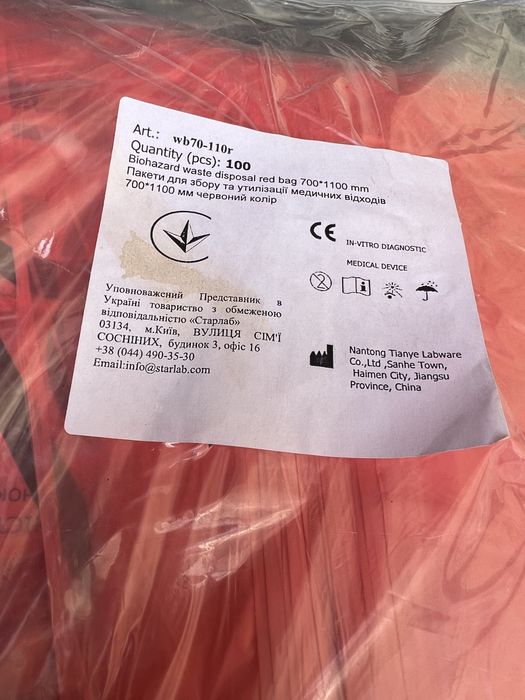 Art.: wb70-110r
Quantity (pcs): 100
Biohazard waste disposal red bag 700*1100 mm
Пакети для збору та утилізації медичних відходів
700*1100 мм червоний колір
CE
IN-VITRO DIAGNOSTIC
MEDICAL DEVICE
2
i
Уповноважений Представник в
Україні товариство з обмеженою
відповідальністю «Старлаб»
03134, м.Київ, ВУЛИЦЯ СІМ'Ї
СОСНІНИХ, будинок 3, офіс 16
+38 (044) 490-35-30
Email:info@starlab.com
Nantong Tianye Labware
Co.,Ltd ,Sanhe Town,
Haimen City, Jiangsu
Province, China